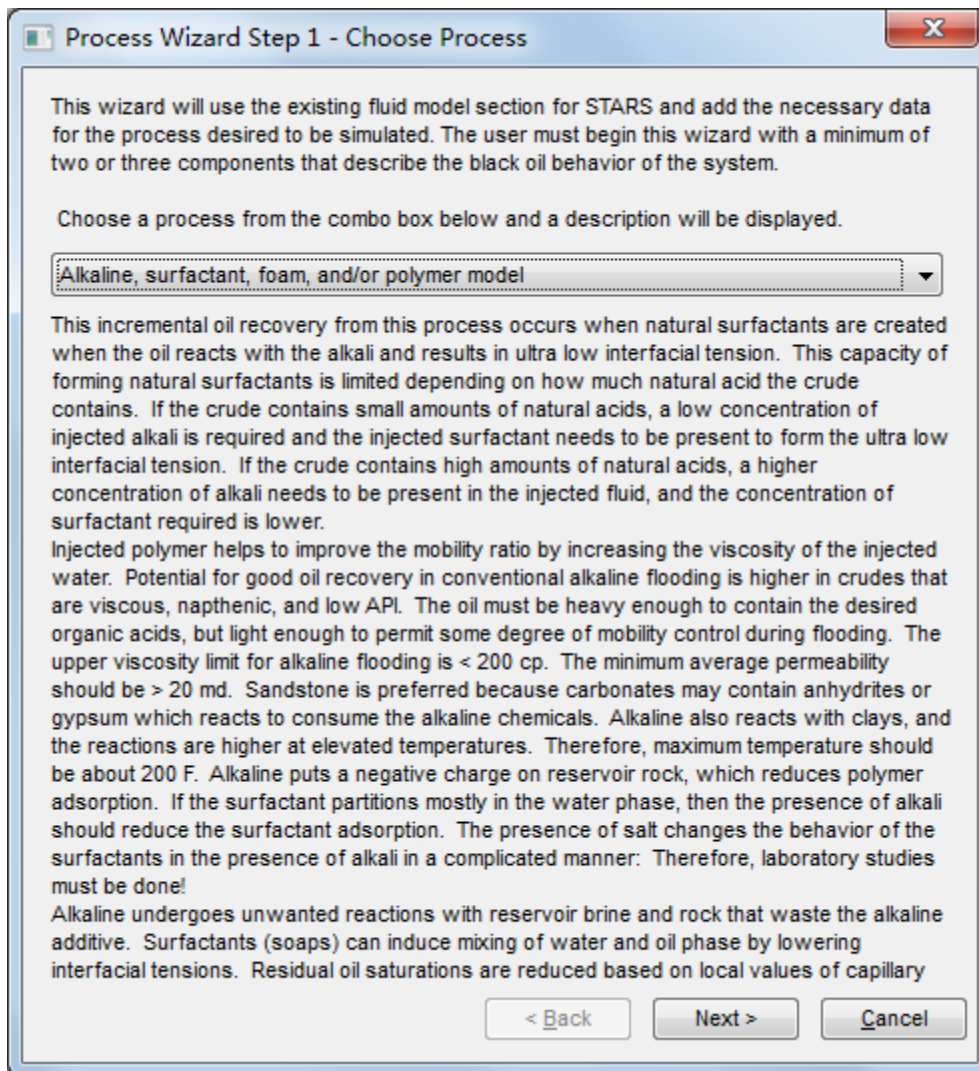 Process Wizard Step 1 - Choose Process
This wizard will use the existing fluid model section for STARS and add the necessary data
for the process desired to be simulated. The user must begin this wizard with a minimum of
two or three components that describe the black oil behavior of the system.
Choose a process from the combo box below and a description will be displayed.
Alkaline, surfactant, foam, and/or polymer model
This incremental oil recovery from this process occurs when natural surfactants are created
when the oil reacts with the alkali and results in ultra low interfacial tension.  This capacity of
forming natural surfactants is limited depending on how much natural acid the crude
contains.  If the crude contains small amounts of natural acids, a low concentration of
injected alkali is required and the injected surfactant needs to be present to form the ultra low
interfacial tension.  If the crude contains high amounts of natural acids, a higher
concentration of alkali needs to be present in the injected fluid, and the concentration of
surfactant required is lower.
Injected polymer helps to improve the mobility ratio by increasing the viscosity of the injected
water.  Potential for good oil recovery in conventional alkaline flooding is higher in crudes that
are viscous, napthenic, and low API.  The oil must be heavy enough to contain the desired
organic acids, but light enough to permit some degree of mobility control during flooding.  The
upper viscosity limit for alkaline flooding is < 200 cp.  The minimum average permeability
should be > 20 md.  Sandstone is preferred because carbonates may contain anhydrites or
gypsum which reacts to consume the alkaline chemicals.  Alkaline also reacts with clays, and
the reactions are higher at elevated temperatures.  Therefore, maximum temperature should
be about 200 F.  Alkaline puts a negative charge on reservoir rock, which reduces polymer
adsorption.  If the surfactant partitions mostly in the water phase, then the presence of alkali
should reduce the surfactant adsorption.  The presence of salt changes the behavior of the
surfactants in the presence of alkali in a complicated manner:  Therefore, laboratory studies
must be done!
Alkaline undergoes unwanted reactions with reservoir brine and rock that waste the alkaline
additive.  Surfactants (soaps) can induce mixing of water and oil phase by lowering
interfacial tensions.  Residual oil saturations are reduced based on local values of capillary
< Back
Next >
Cancel